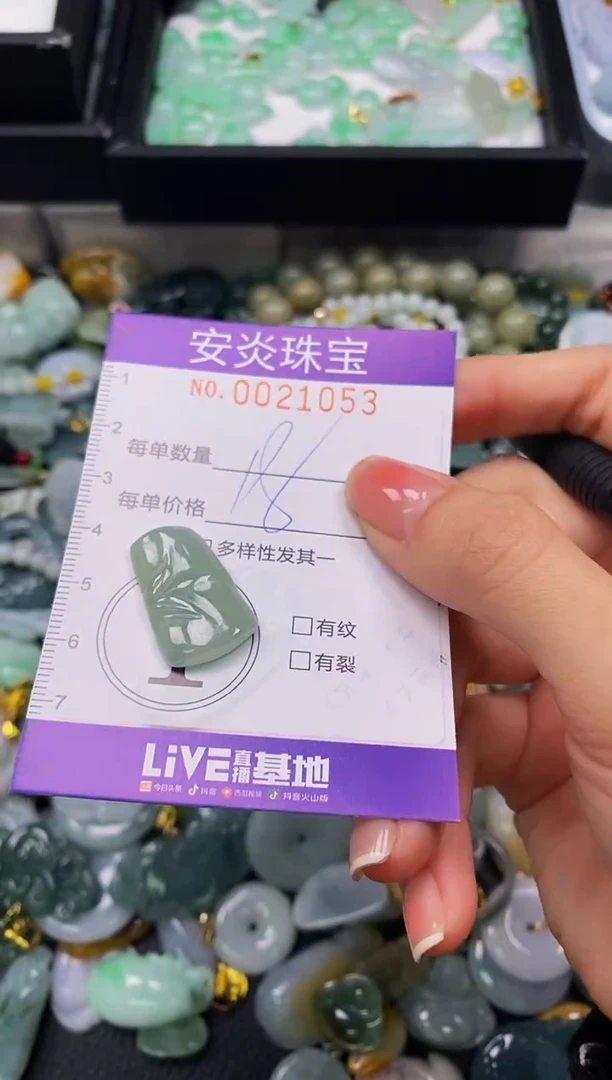 安炎珠宝
NO. 0021053
1
2
每单数量
18
3
每单价格
4
多样性发其一
5
□有纹
6
□有裂
7
LiVE直播基地
今日头条 抖音 西瓜视频 抖音火山版